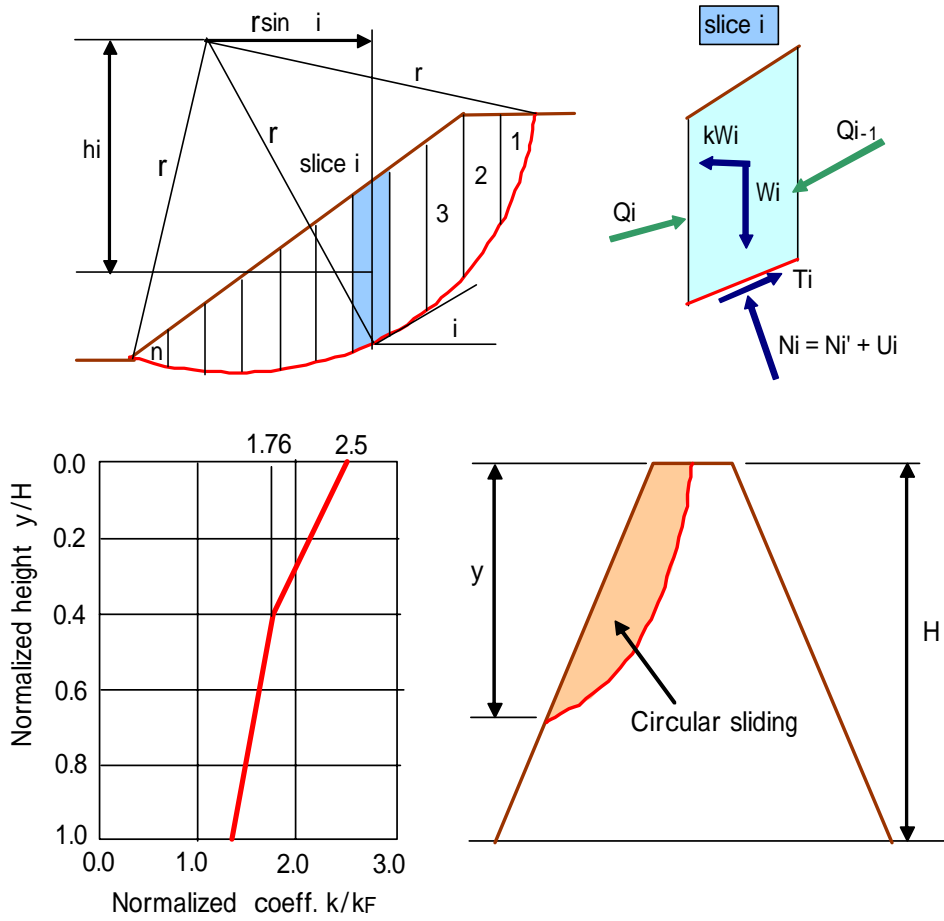 rsin i
r
hi
r
r
slice i
1
2
3
n
i
slice i
kWi
Qi-1
Wi
Qi
Ti
Ni = Ni' + Ui
1.76
2.5
0.0
0.2
0.4
0.6
0.8
1.0
Normalized height y/H
0.0
1.0
2.0
3.0
Normalized coeff. k/kF
y
H
Circular sliding